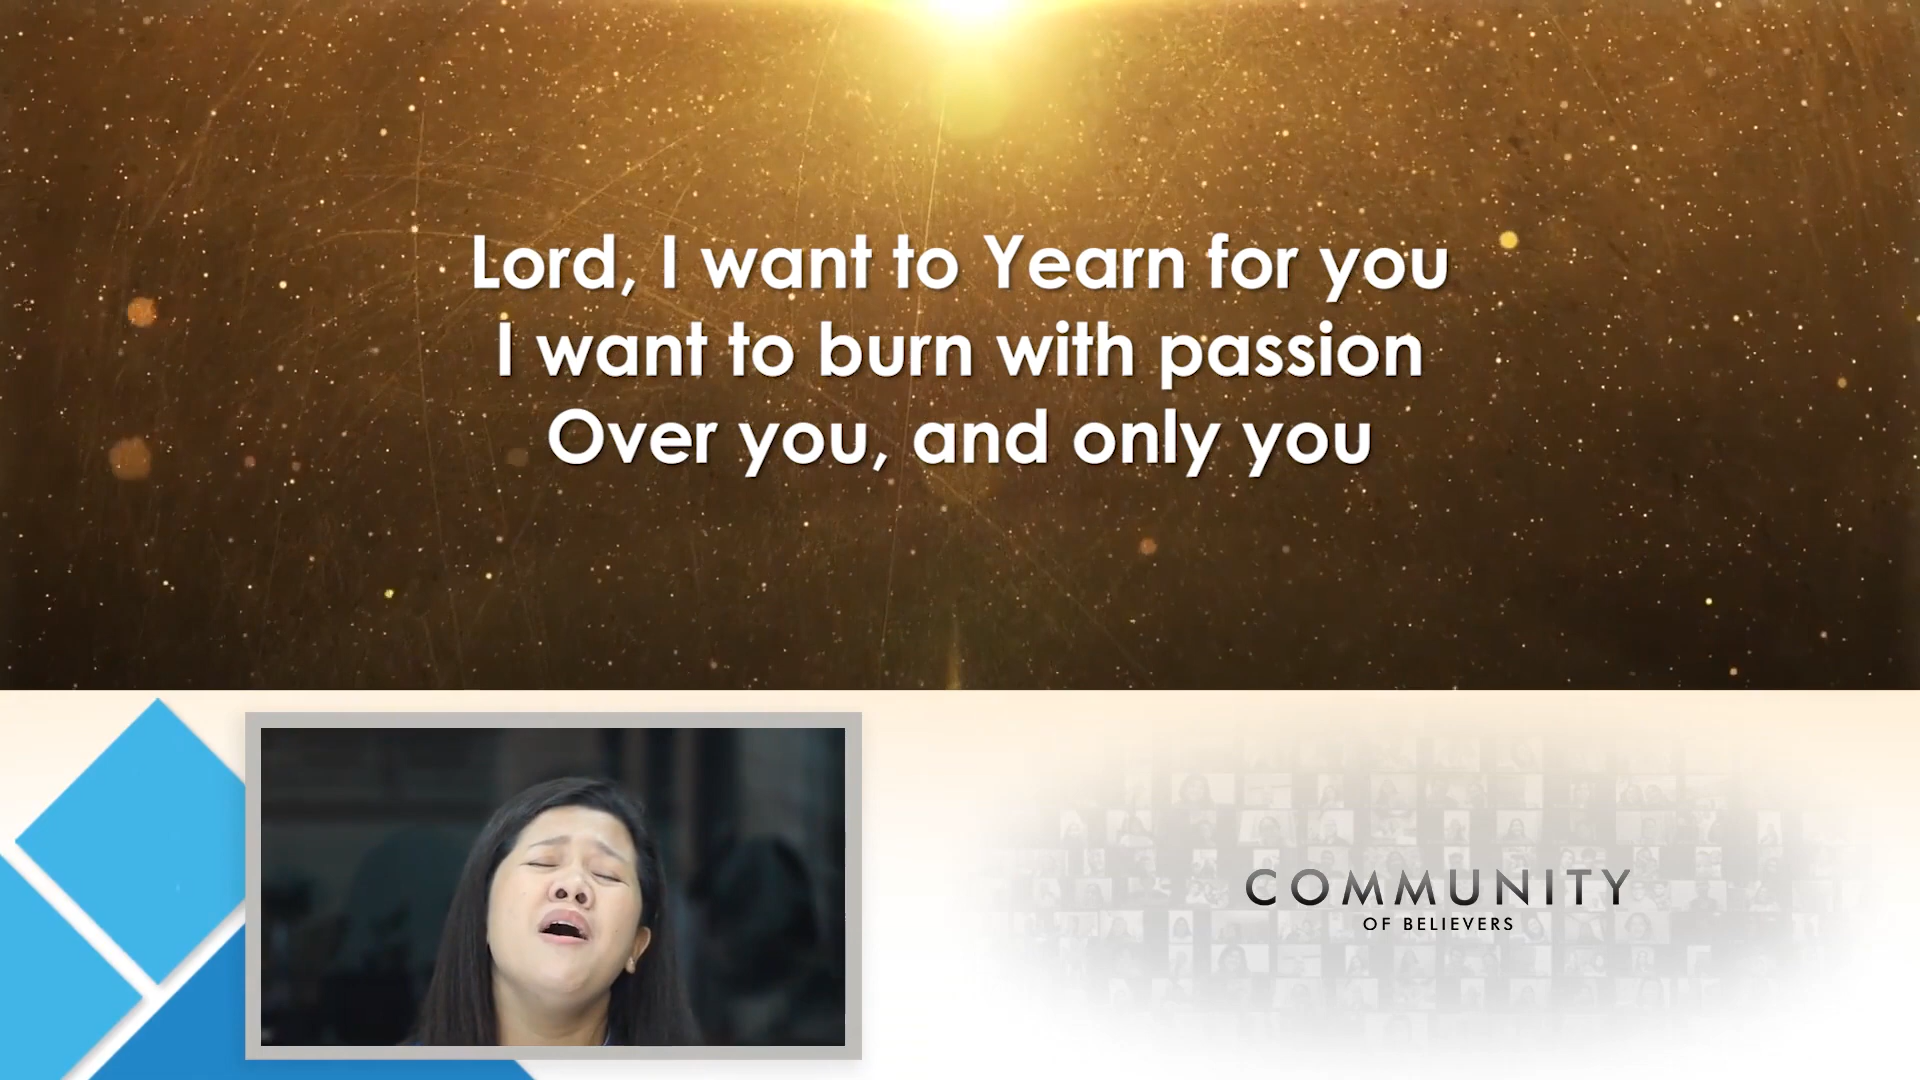 Lord, I want to Yearn for you
I want to burn with passion
Over you, and only you
COMMUNITY
OF BELIEVERS